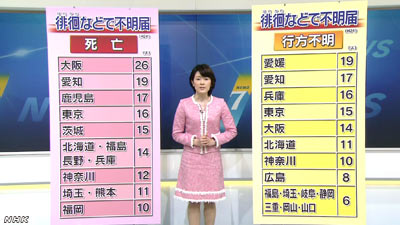 徘徊などで不明届
死亡
大阪 26
愛知 19
鹿児島 17
東京 16
茨城 15
北海道・福島
長野・兵庫 14
神奈川 12
埼玉・熊本 11
福岡 10
徘徊などで不明届
行方不明
愛媛 19
愛知 17
兵庫 16
東京 15
大阪 14
北海道 11
神奈川 10
広島 8
福島・埼玉・岐阜・静岡
三重・岡山・山口 6
7
NHK